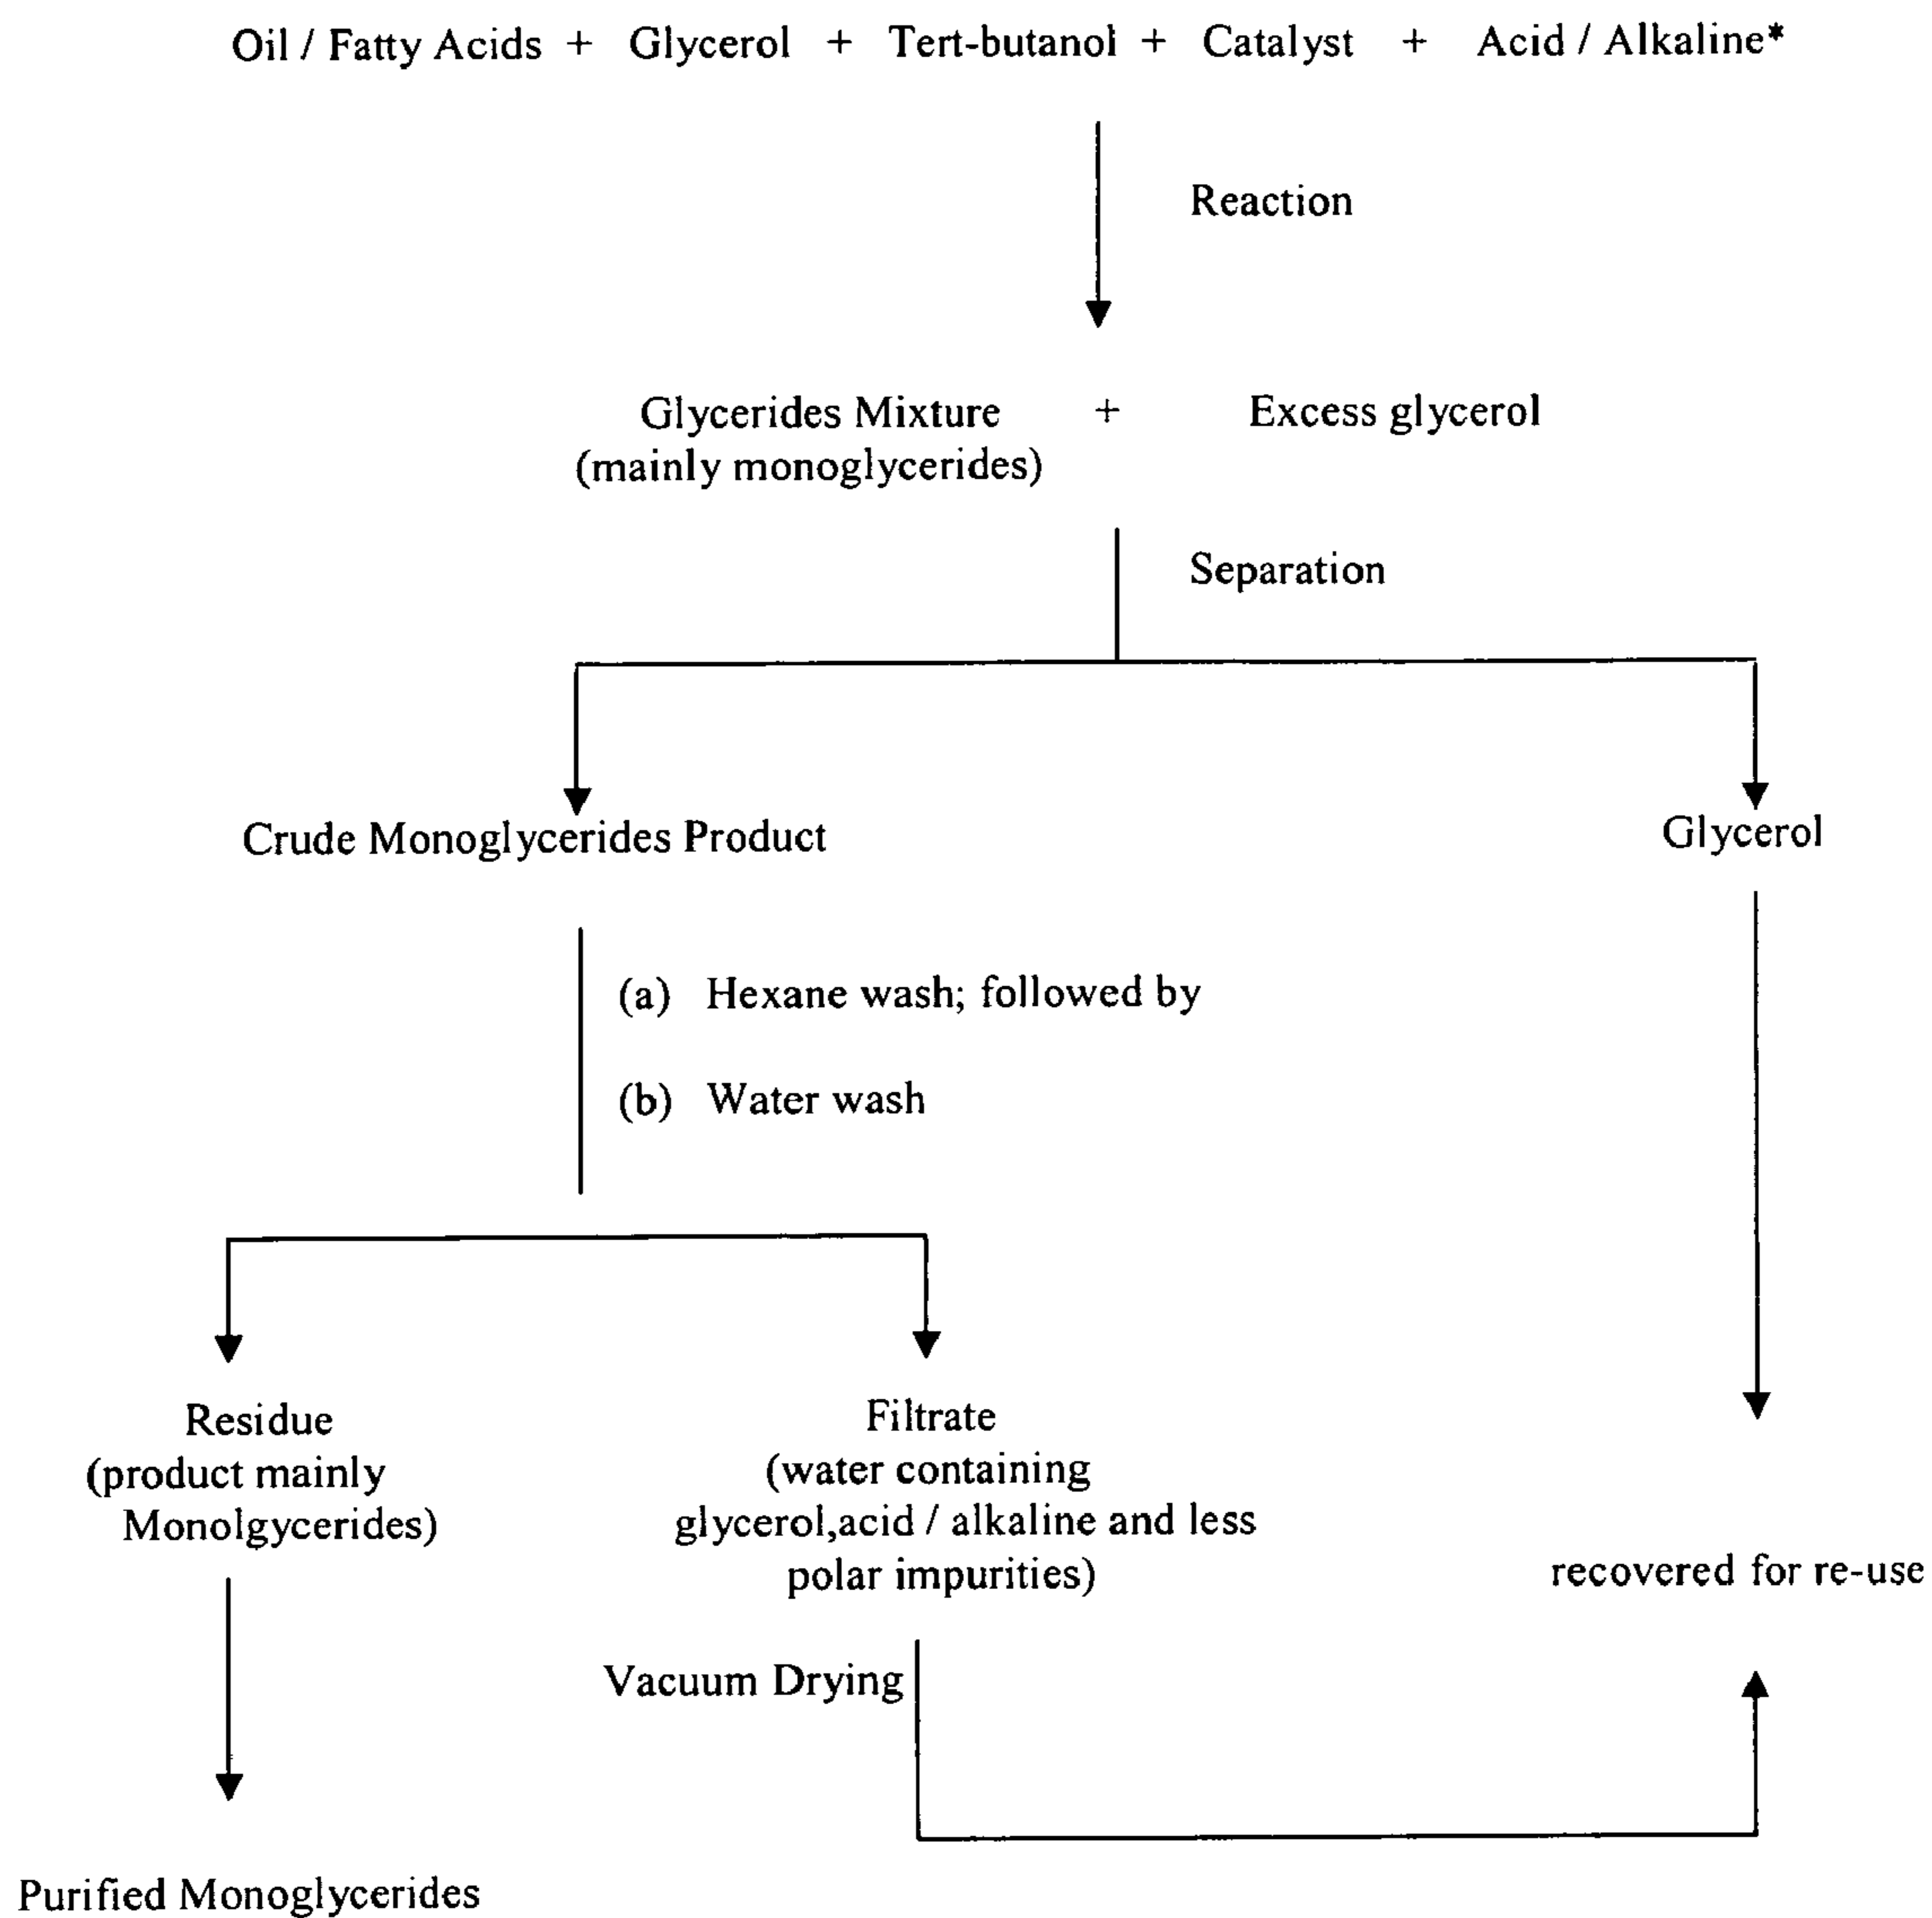 Oil / Fatty Acids + Glycerol + Tert-butanol + Catalyst + Acid / Alkaline*
Reaction
Glycerides Mixture + Excess glycerol
(mainly monoglycerides)
Separation
Crude Monoglycerides Product
Glycerol
(a) Hexane wash; followed by
(b) Water wash
Residue
(product mainly
Monolgycerides)
Filtrate
(water containing
glycerol,acid / alkaline and less
polar impurities)
recovered for re-use
Vacuum Drying
Purified Monoglycerides